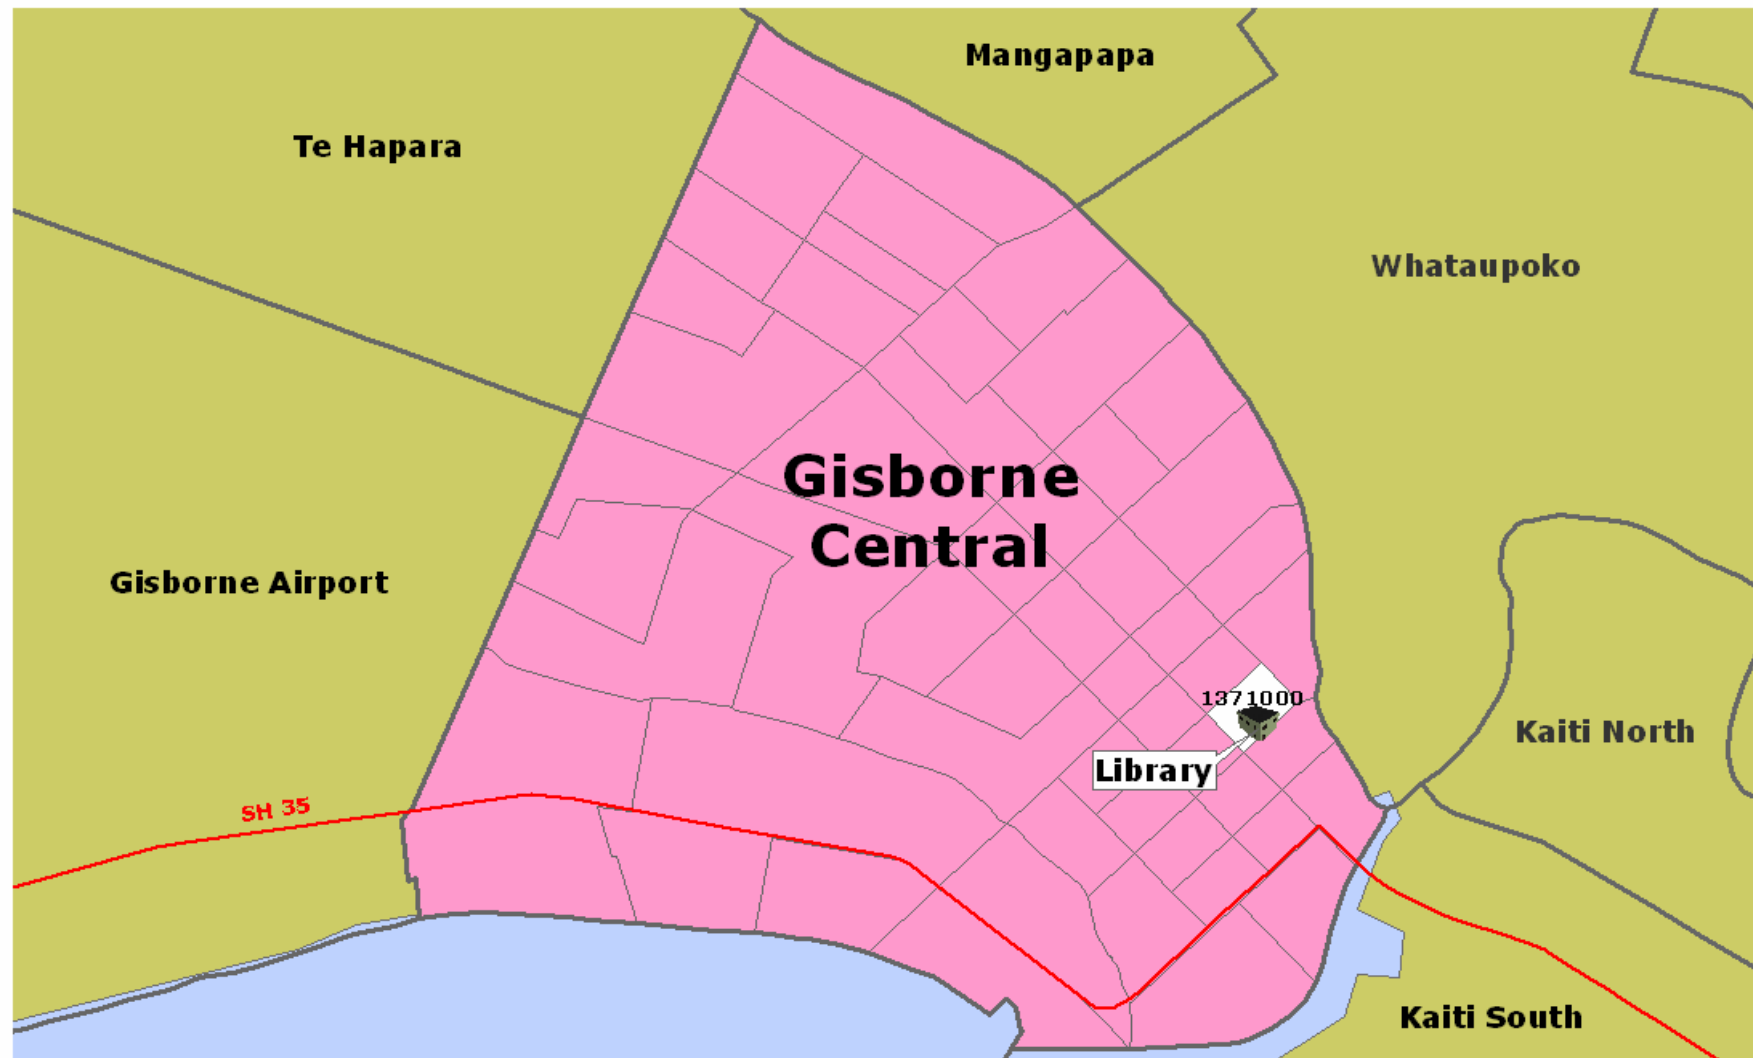 Mangapapa
Te Hapara
Whataupoko
Gisborne
Central
Gisborne Airport
1371000
Kaiti North
Library
SH 35
Kaiti South